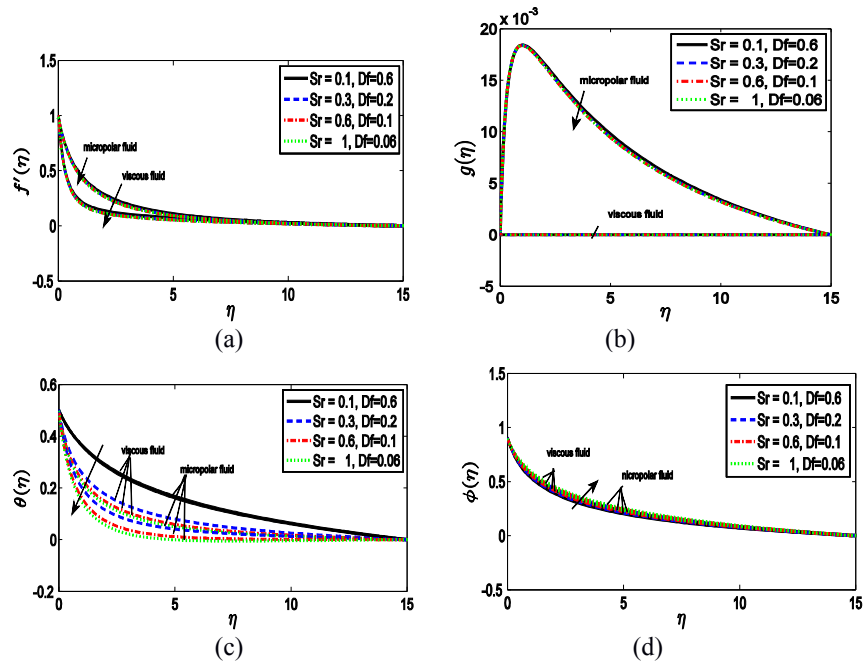 1.5
1
0.5
0
-0.5
0
5
10
15
f′(η)
η
Sr = 0.1, Df=0.6
Sr = 0.3, Df=0.2
Sr = 0.6, Df=0.1
Sr = 1, Df=0.06
micropolar fluid
viscous fluid
(a)
x 10⁻³
20
15
10
5
0
-5
0
5
10
15
g(η)
η
Sr = 0.1, Df=0.6
Sr = 0.3, Df=0.2
Sr = 0.6, Df=0.1
Sr = 1, Df=0.06
micropolar fluid
viscous fluid
(b)
0.6
0.4
0.2
0
-0.2
0
5
10
15
θ(η)
η
Sr = 0.1, Df=0.6
Sr = 0.3, Df=0.2
Sr = 0.6, Df=0.1
Sr = 1, Df=0.06
viscous fluid
micropolar fluid
(c)
1.5
1
0.5
0
-0.5
0
5
10
15
ϕ(η)
η
Sr = 0.1, Df=0.6
Sr = 0.3, Df=0.2
Sr = 0.6, Df=0.1
Sr = 1, Df=0.06
viscous fluid
nicropolar fluid
(d)